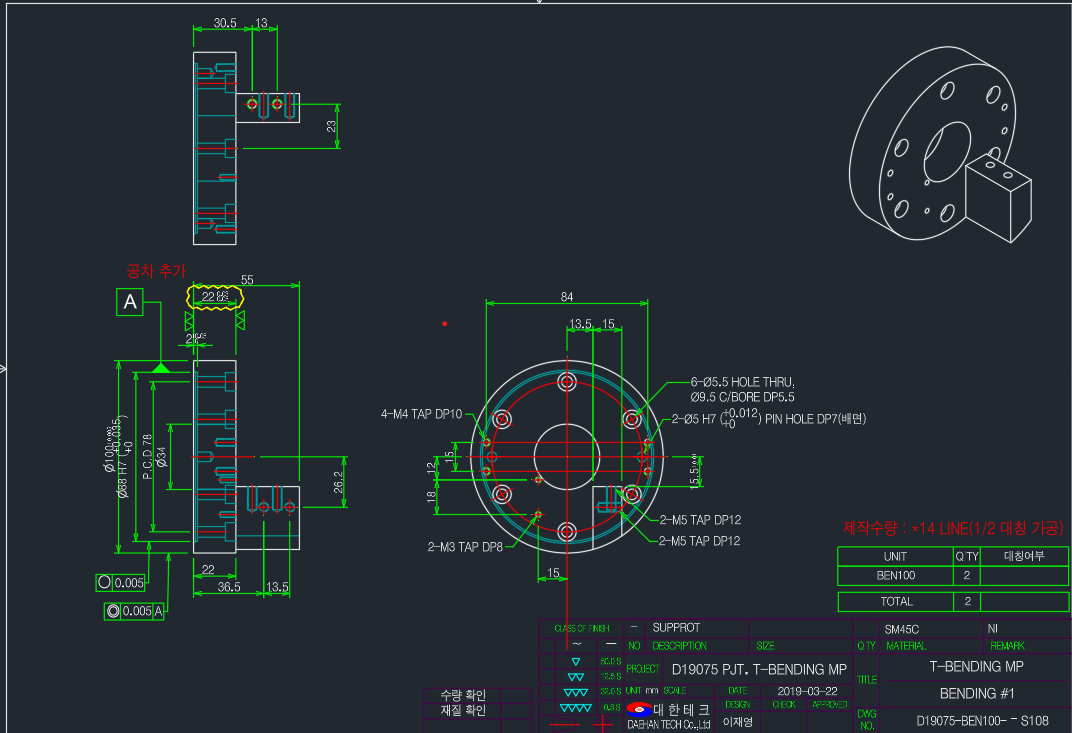 30.5 13
23
공차 추가
55
A
22
2
Ø100
Ø88 H7 (+0.035 +0)
P.C.D 78
Ø34
26.2
22
36.5 13.5
○ 0.005
◎ 0.005 A
84
13.5 15
6-Ø5.5 HOLE THRU,
Ø9.5 C/BORE DP5.5
4-M4 TAP DP10
2-Ø5 H7 (+0.012 +0) PIN HOLE DP7(배면)
15
12
18
15.5
2-M5 TAP DP12
2-M5 TAP DP12
2-M3 TAP DP8
15
제작수량 : *14 LINE(1/2 대칭 가공)
UNIT Q'TY 대칭여부
BEN100 2
TOTAL 2
CLASS OF FINISH
~ —
50.0 S
12.5 S
0.8 S
- SUPPROT SM45C NI
NO DESCRIPTION SIZE Q'TY MATERIAL REMARK
PROJECT D19075 PJT. T-BENDING MP
TITLE T-BENDING MP
BENDING #1
UNIT mm SCALE DATE 2019-03-22
DESIGN CHECK APPROVED
대한테크
DAEHAN TECH Co.,Ltd
이재영
DWG NO. D19075-BEN100- - S108
수량 확인
재질 확인